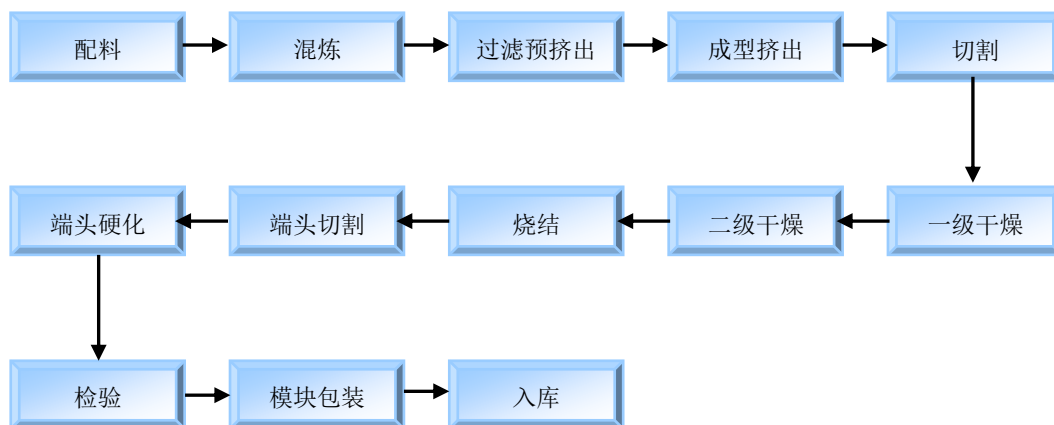 配料
混炼
过滤预挤出
成型挤出
切割
端头硬化
端头切割
烧结
二级干燥
一级干燥
检验
模块包装
入库